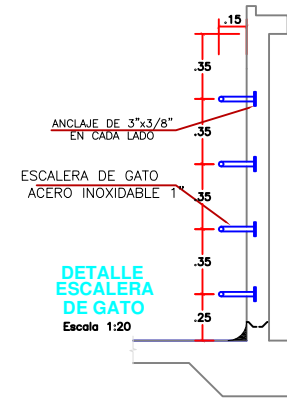 .15
.35
ANCLAJE DE 3"x3/8"
EN CADA LADO
.35
ESCALERA DE GATO
ACERO INOXIDABLE 1"
.35
.35
DETALLE
ESCALERA
DE GATO
Escala 1:20
.25